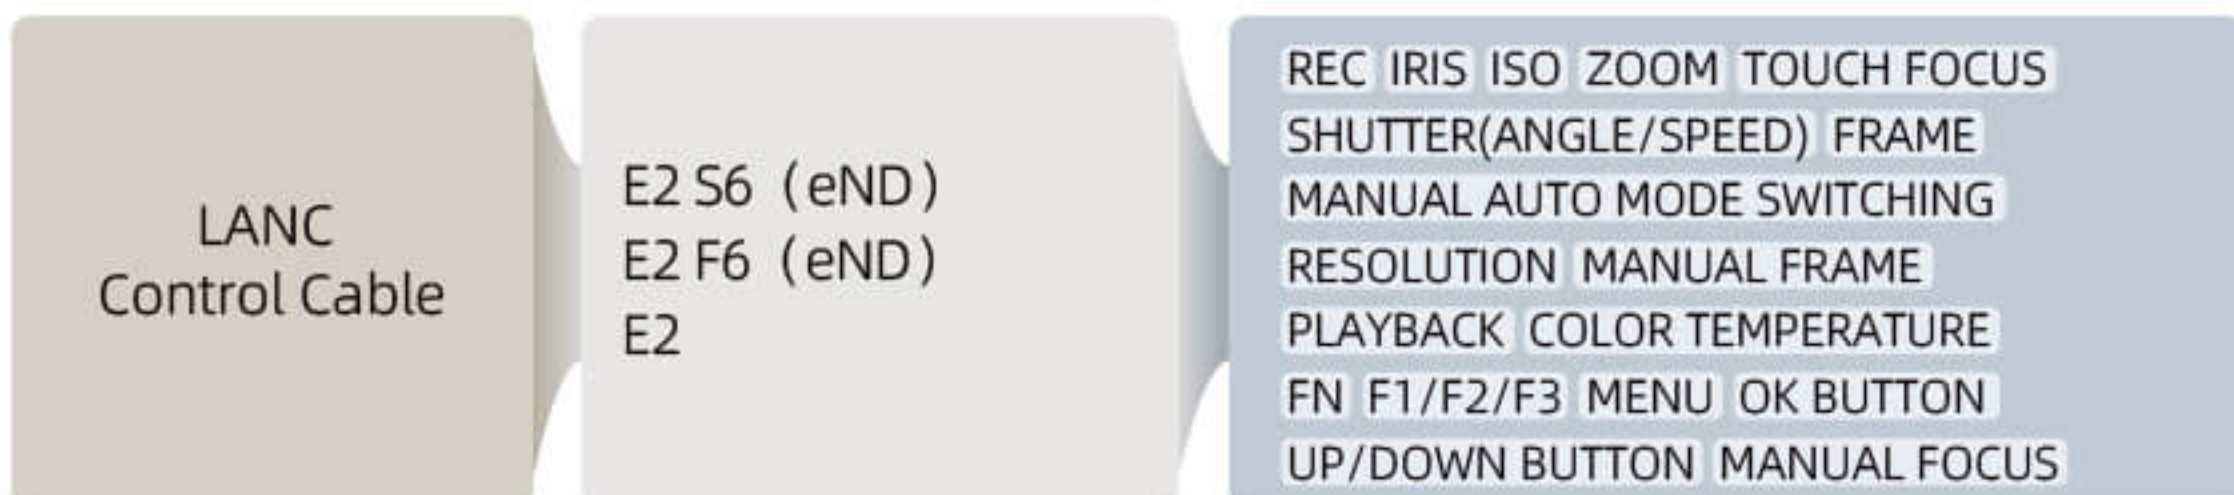 LANC
Control Cable
E2 S6 (eND)
E2 F6 (eND)
E2
REC IRIS ISO ZOOM TOUCH FOCUS
SHUTTER(ANGLE/SPEED) FRAME
MANUAL AUTO MODE SWITCHING
RESOLUTION MANUAL FRAME
PLAYBACK COLOR TEMPERATURE
FN F1/F2/F3 MENU OK BUTTON
UP/DOWN BUTTON MANUAL FOCUS